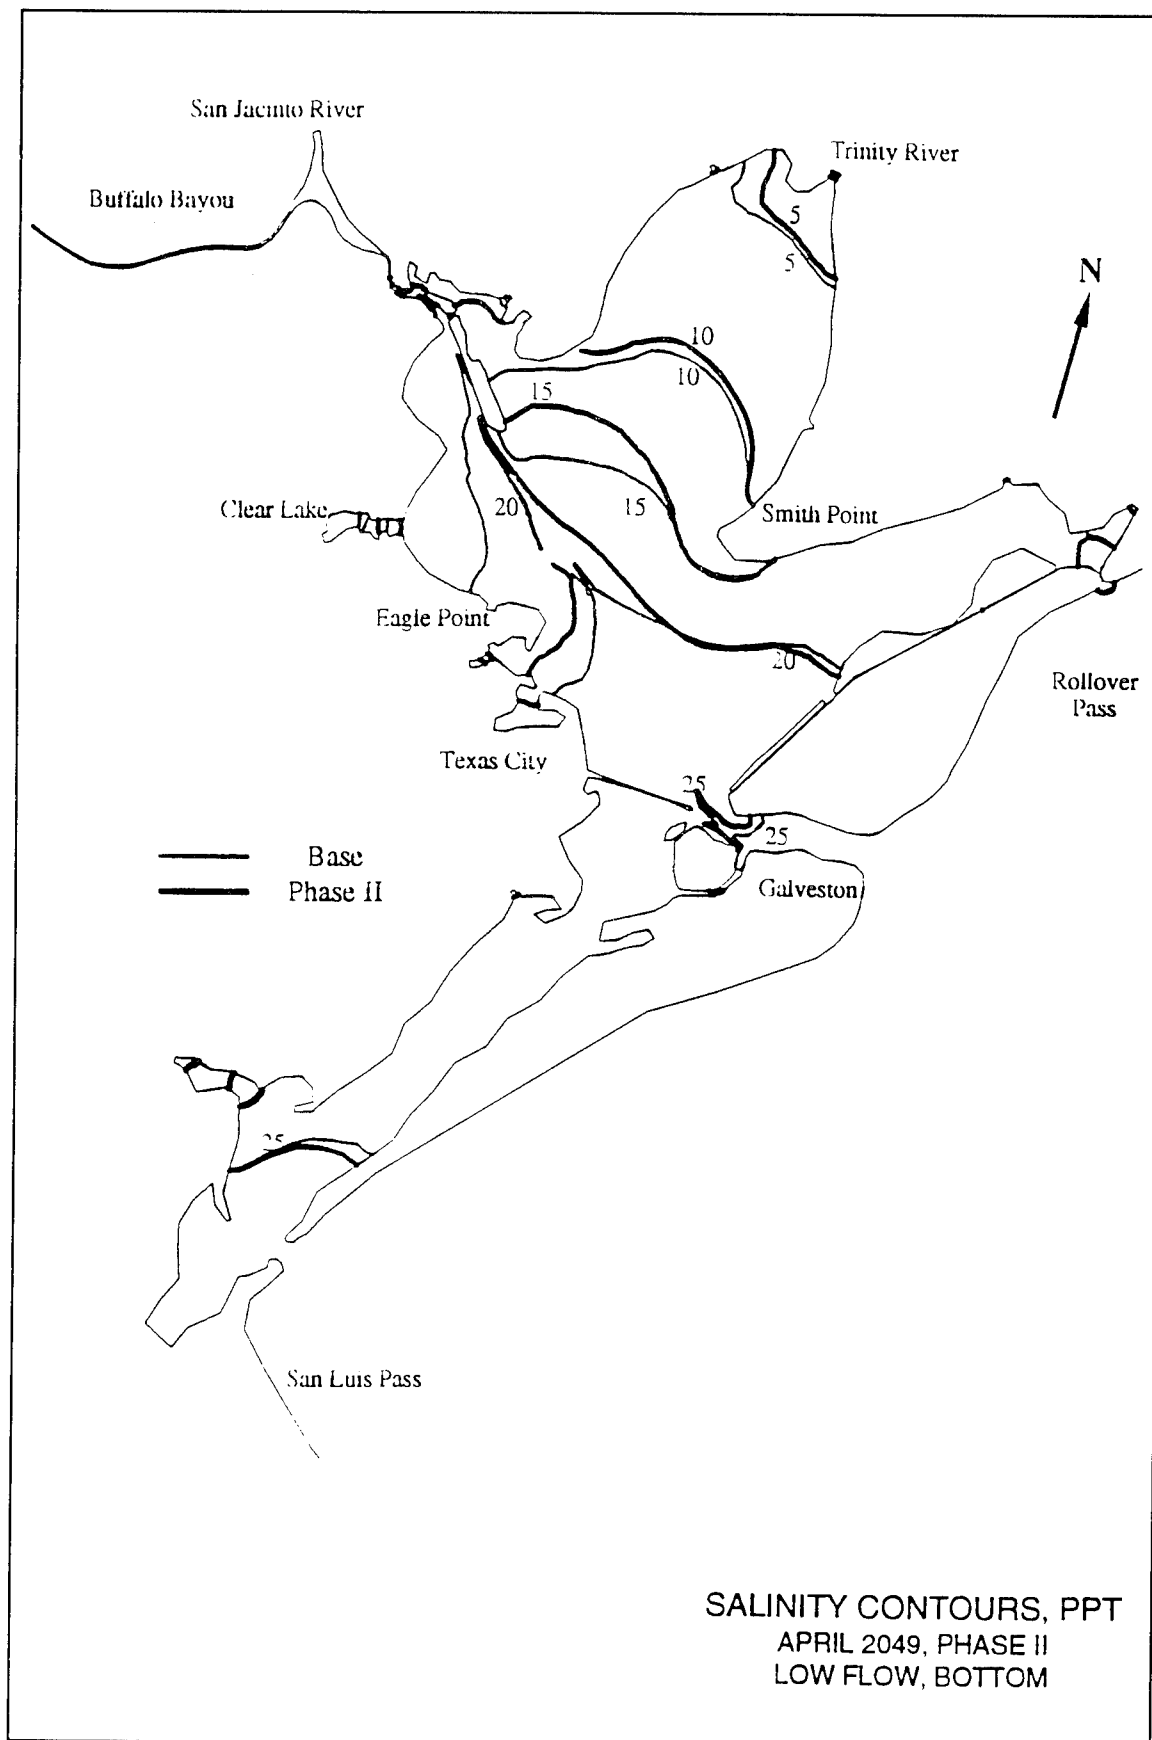 San Jacinto River
Trinity River
Buffalo Bayou
5
5
N
10
10
15
Clear Lake
20
15
Smith Point
Eagle Point
20
Rollover
Pass
Texas City
25
25
Base
Phase II
Galveston
25
San Luis Pass
SALINITY CONTOURS, PPT
APRIL 2049, PHASE II
LOW FLOW, BOTTOM